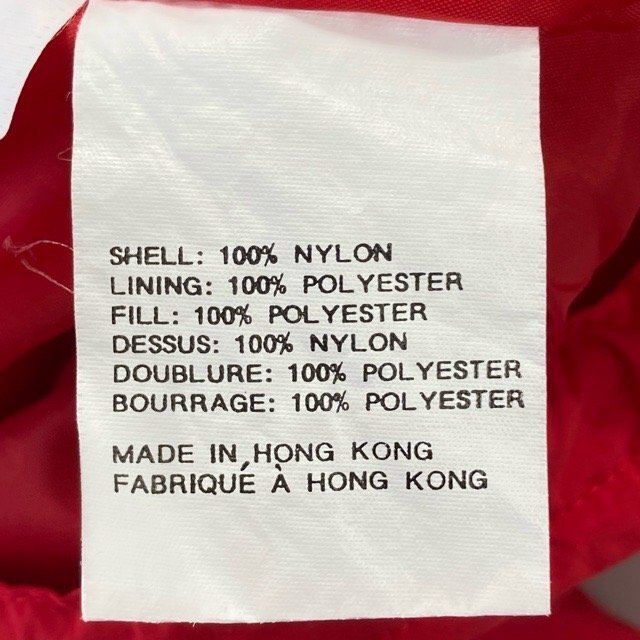 SHELL: 100% NYLON
LINING: 100% POLYESTER
FILL: 100% POLYESTER
DESSUS: 100% NYLON
DOUBLURE: 100% POLYESTER
BOURRAGE: 100% POLYESTER
MADE IN HONG KONG
FABRIQUÉ À HONG KONG